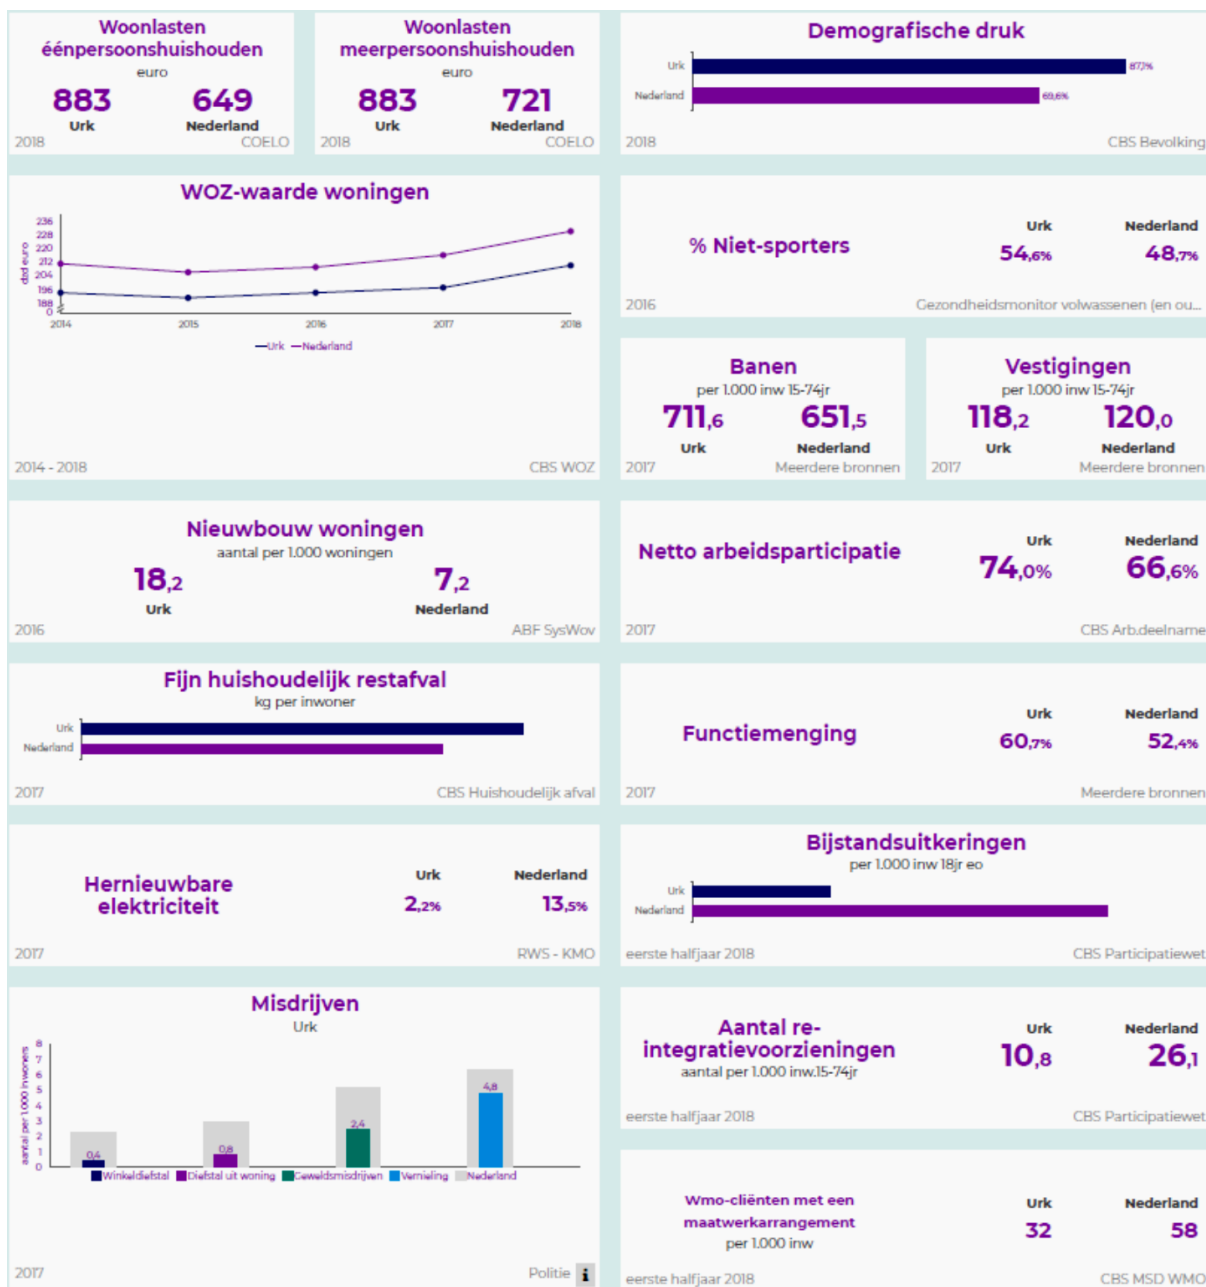 Woonlasten
éénpersoonshuishouden
euro
883 649
Urk Nederland
2018 COELO
Woonlasten
meerpersoonshuishouden
euro
883 721
Urk Nederland
2018 COELO
Demografische druk
Urk 87,1%
Nederland 69,6%
2018 CBS Bevolking
WOZ-waarde woningen
dzd euro
236
228
220
212
204
196
188
0
2014 2015 2016 2017 2018
Urk Nederland
2014 - 2018 CBS WOZ
% Niet-sporters
Urk Nederland
54,6% 48,7%
2016 Gezondheidsmonitor volwassenen (en ou...
Banen
per 1.000 inw 15-74jr
711,6 651,5
Urk Nederland
2017 Meerdere bronnen
Vestigingen
per 1.000 inw 15-74jr
118,2 120,0
Urk Nederland
2017 Meerdere bronnen
Nieuwbouw woningen
aantal per 1.000 woningen
18,2 7,2
Urk Nederland
2016 ABF SysWov
Netto arbeidsparticipatie
Urk Nederland
74,0% 66,6%
2017 CBS Arb.deelname
Fijn huishoudelijk restafval
kg per inwoner
Urk
Nederland
2017 CBS Huishoudelijk afval
Functiemenging
Urk Nederland
60,7% 52,4%
2017 Meerdere bronnen
Hernieuwbare
elektriciteit
Urk Nederland
2,2% 13,5%
2017 RWS - KMO
Bijstandsuitkeringen
per 1.000 inw 18jr eo
Urk
Nederland
eerste halfjaar 2018 CBS Participatiewet
Misdrijven
Urk
aantal per 1.000 inwoners
8
7
6
5
4
3
2
1
0
0,4 0,8 2,4 4,8
Winkeldiefstal Diefstal uit woning Geweldsmisdrijven Vernieling Nederland
2017 Politie i
Aantal re-
integratievoorzieningen
aantal per 1.000 inw.15-74jr
Urk Nederland
10,8 26,1
eerste halfjaar 2018 CBS Participatiewet
Wmo-cliënten met een
maatwerkarrangement
per 1.000 inw
Urk Nederland
32 58
eerste halfjaar 2018 CBS MSD WMO